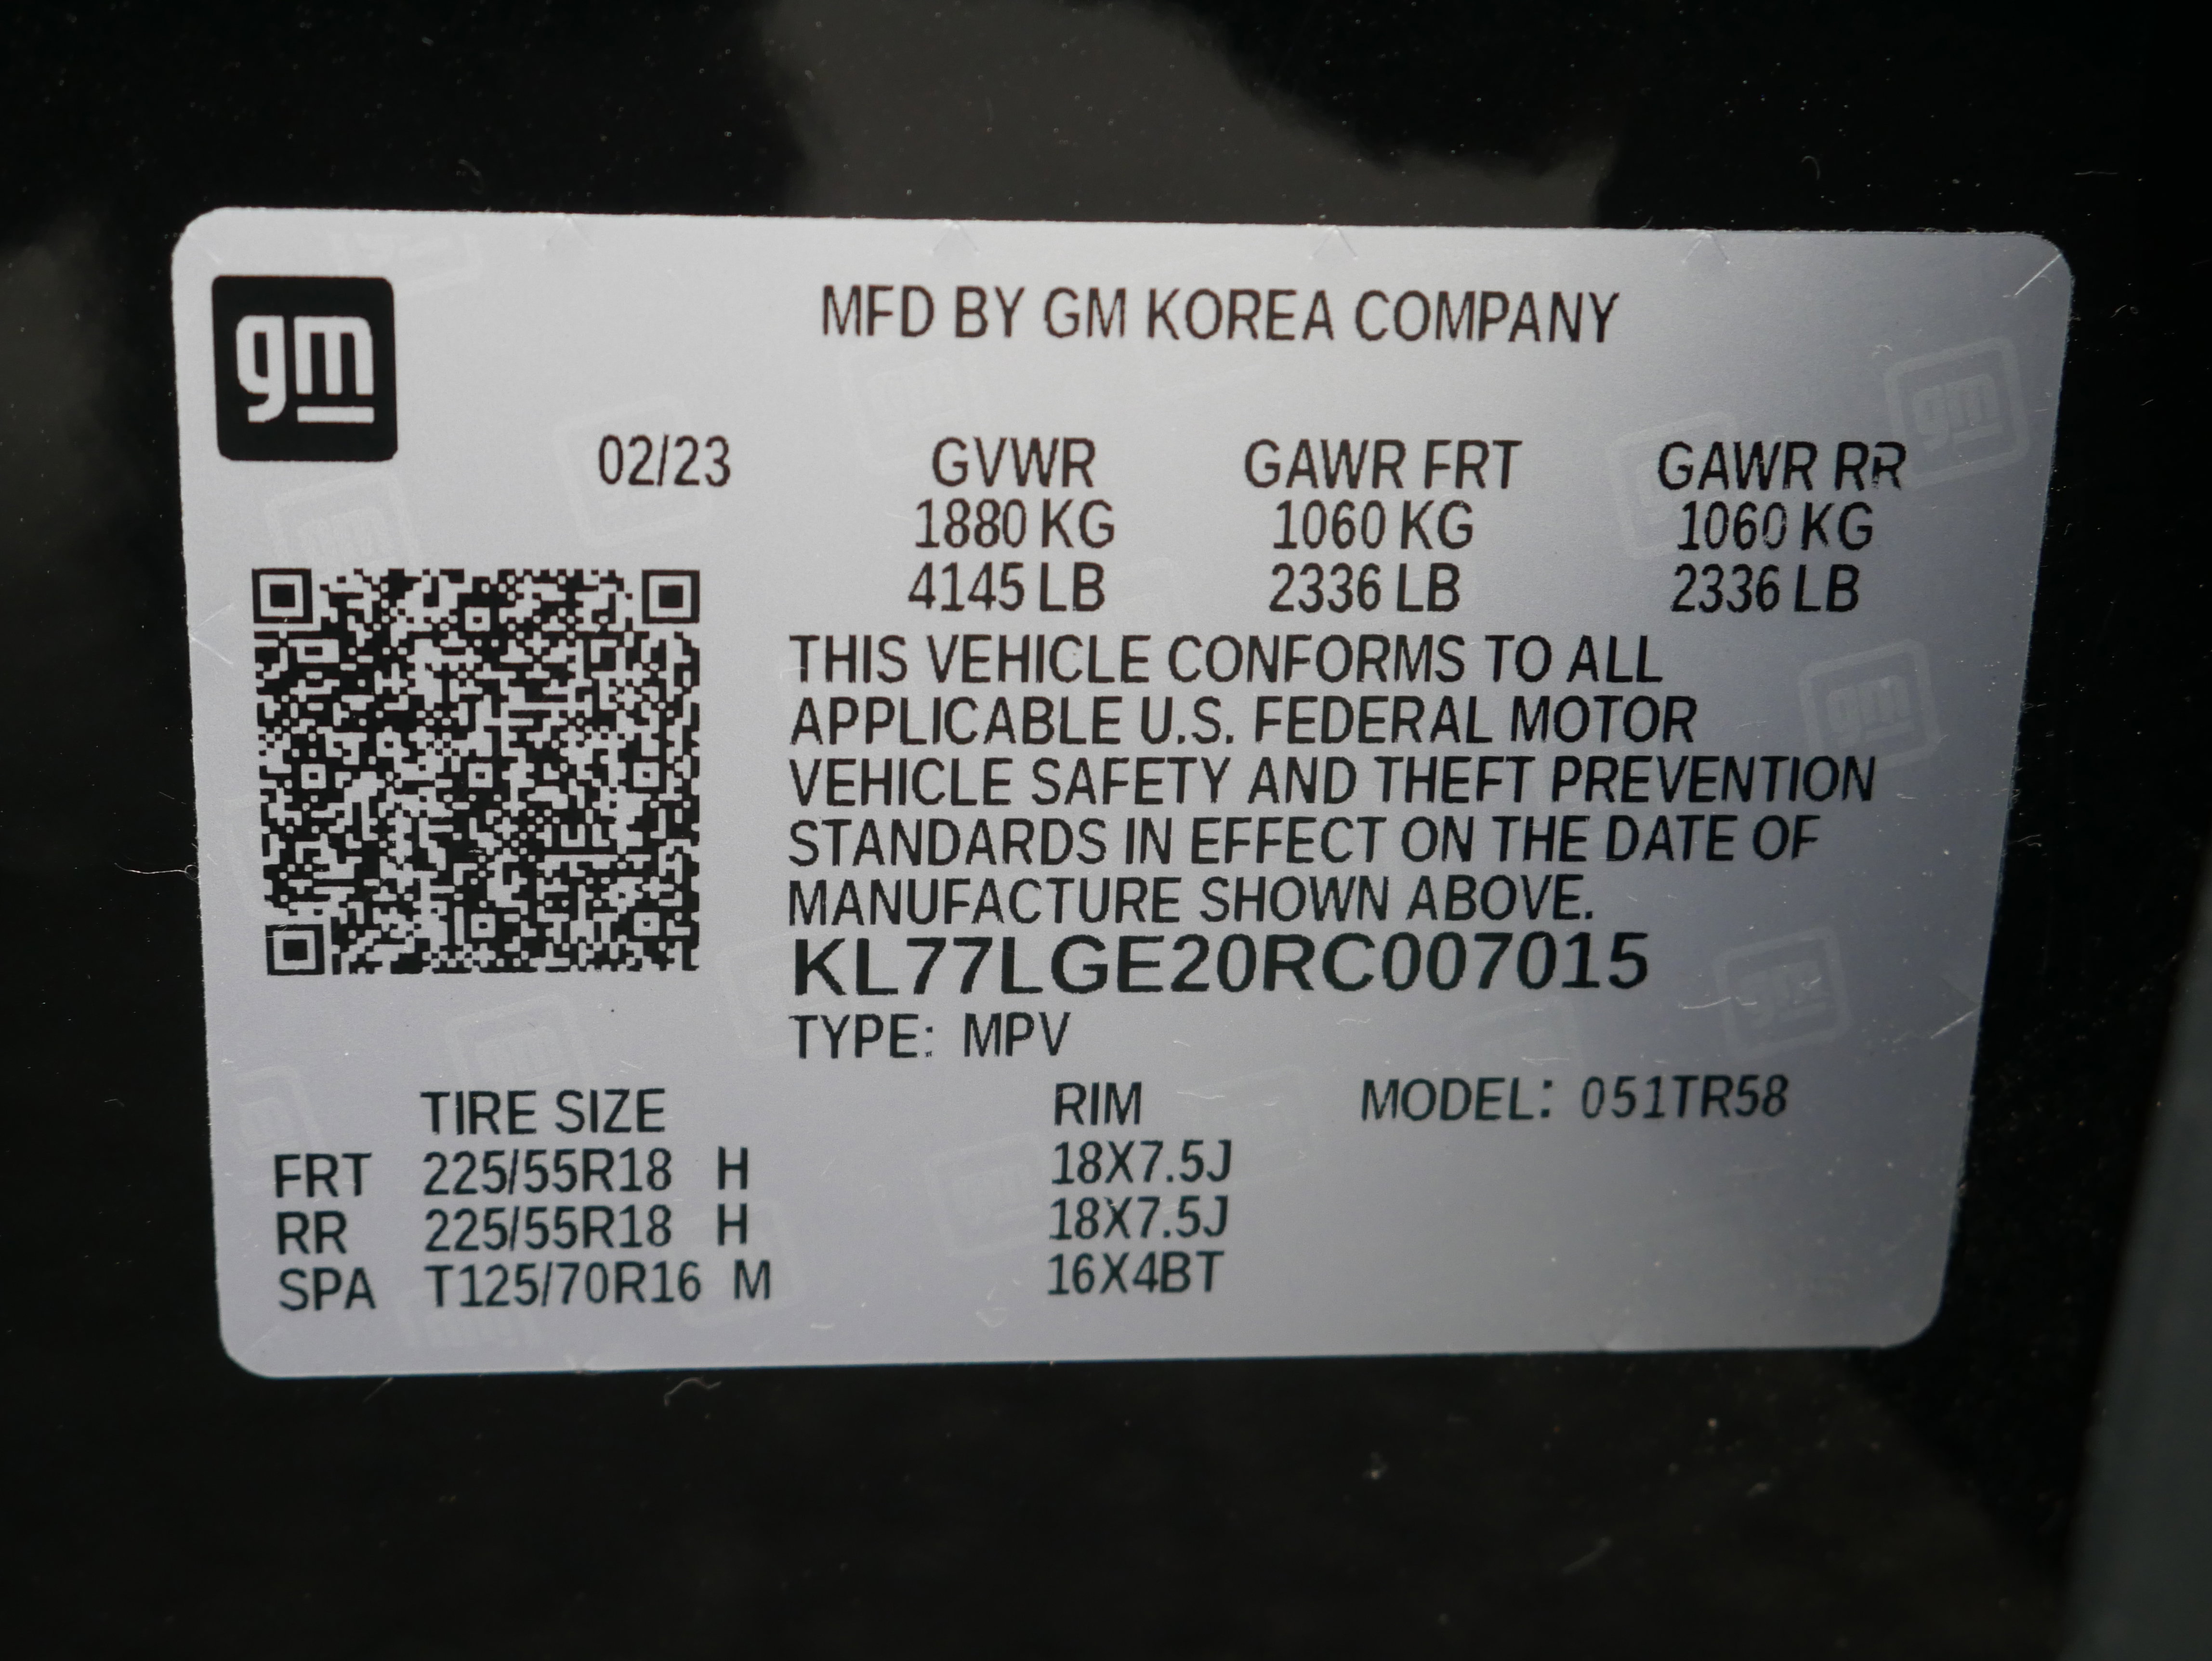 gm
MFD BY GM KOREA COMPANY
02/23 GVWR GAWR FRT GAWR RR
1880 KG 1060 KG 1060 KG
4145 LB 2336 LB 2336 LB
THIS VEHICLE CONFORMS TO ALL
APPLICABLE U.S. FEDERAL MOTOR
VEHICLE SAFETY AND THEFT PREVENTION
STANDARDS IN EFFECT ON THE DATE OF
MANUFACTURE SHOWN ABOVE.
KL77LGE20RC007015
TYPE: MPV
TIRE SIZE RIM MODEL: 051TR58
FRT 225/55R18 H 18X7.5J
RR 225/55R18 H 18X7.5J
SPA T125/70R16 M 16X4BT